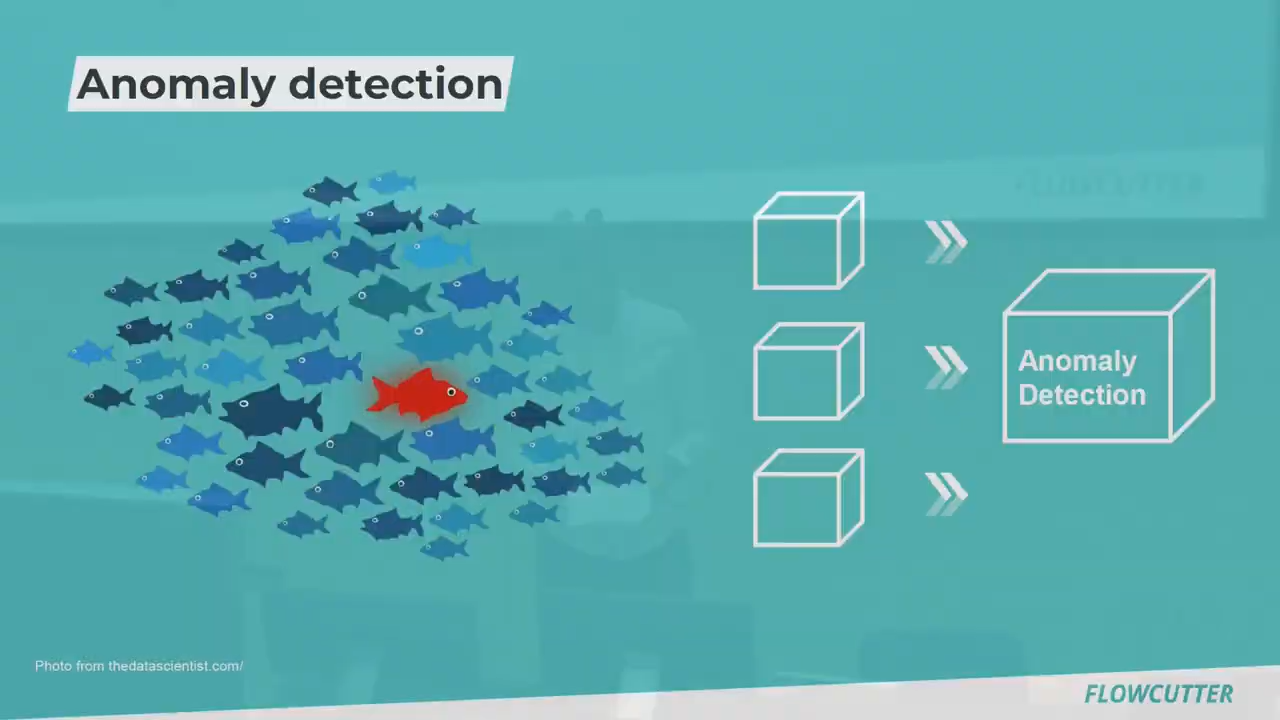 Anomaly detection
Anomaly
Detection
Photo from thedatascientist.com/
FLOWCUTTER